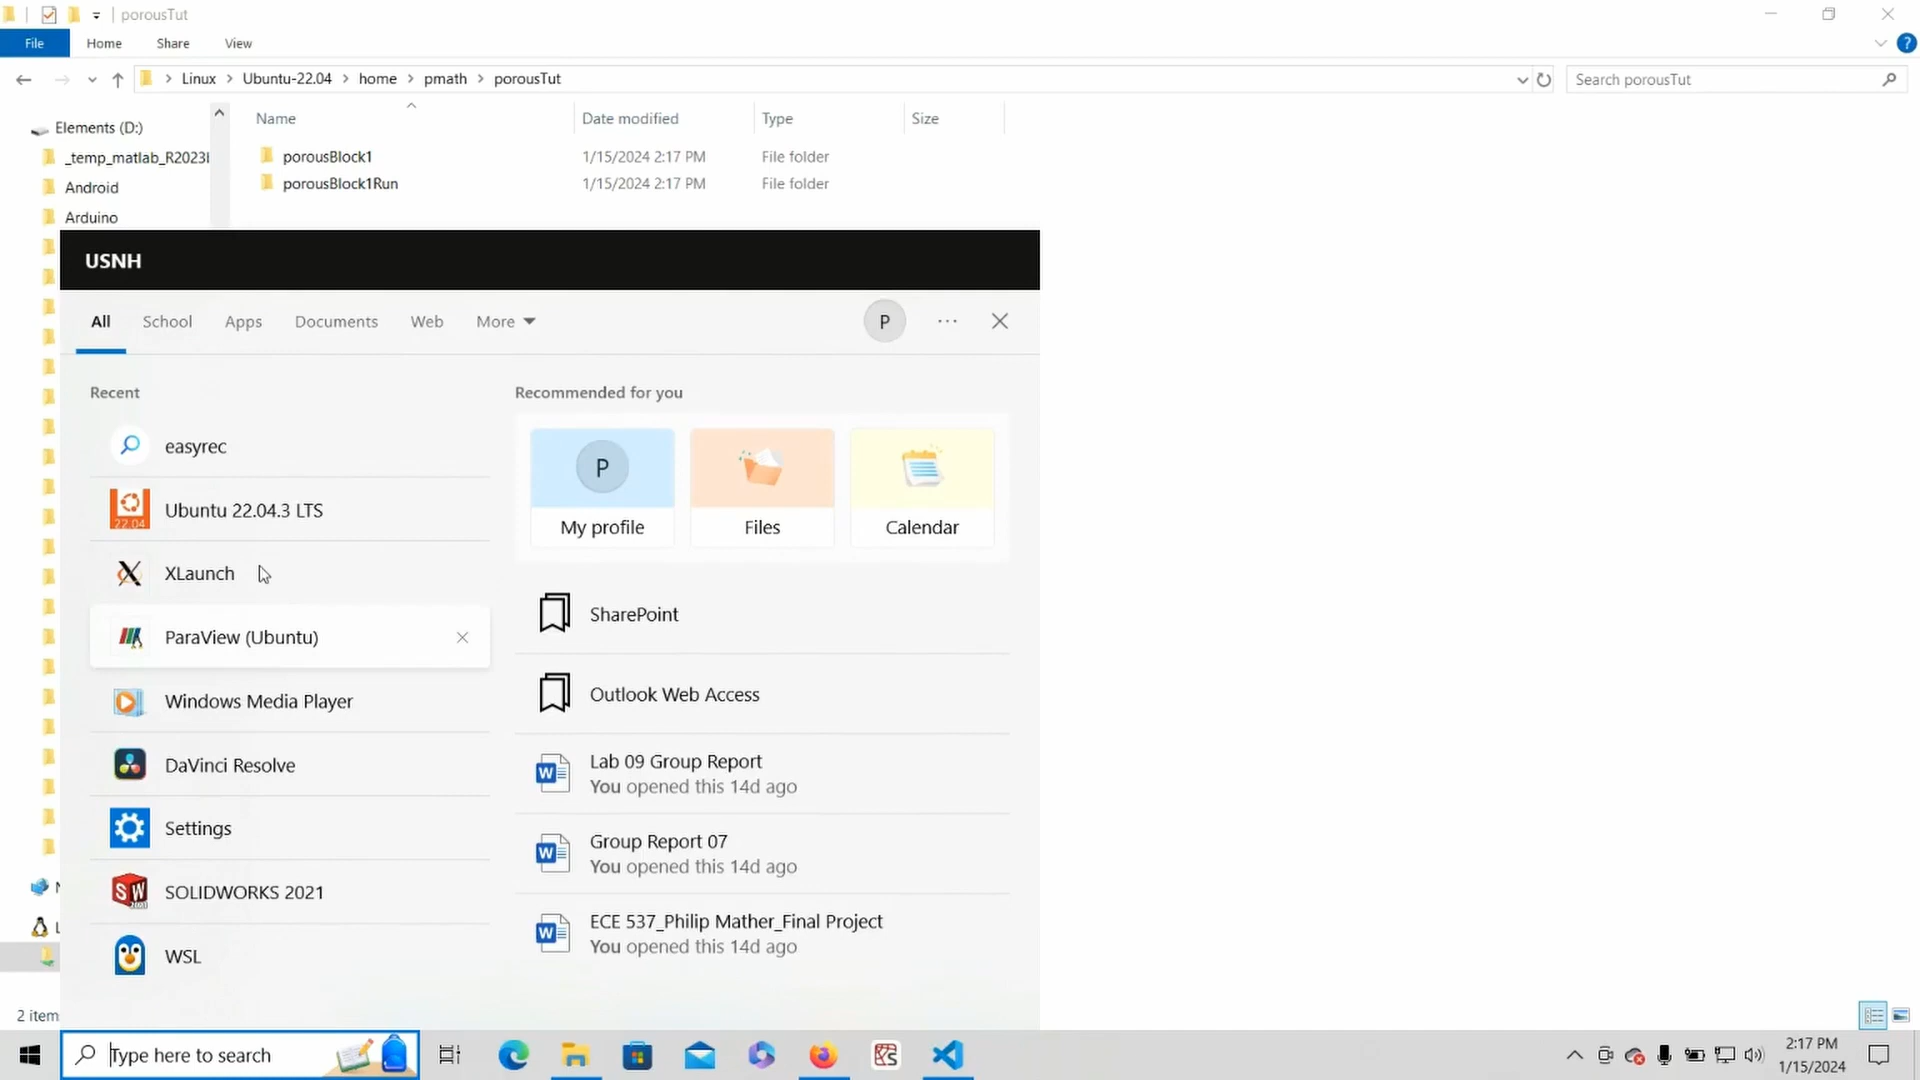 porousTut
File Home Share View
Linux Ubuntu-22.04 home pmath porousTut
Search porousTut
Name Date modified Type Size
Elements (D:)
_temp_matlab_R2023
Android
Arduino
porousBlock1 1/15/2024 2:17 PM File folder
porousBlock1Run 1/15/2024 2:17 PM File folder
USNH
All School Apps Documents Web More
P
Recent
easyrec
Ubuntu 22.04.3 LTS
22.04
XLaunch
ParaView (Ubuntu)
Windows Media Player
DaVinci Resolve
Settings
SOLIDWORKS 2021
WSL
Recommended for you
P
My profile Files Calendar
SharePoint
Outlook Web Access
Lab 09 Group Report
You opened this 14d ago
Group Report 07
You opened this 14d ago
ECE 537_Philip Mather_Final Project
You opened this 14d ago
2 item
Type here to search
2:17 PM
1/15/2024